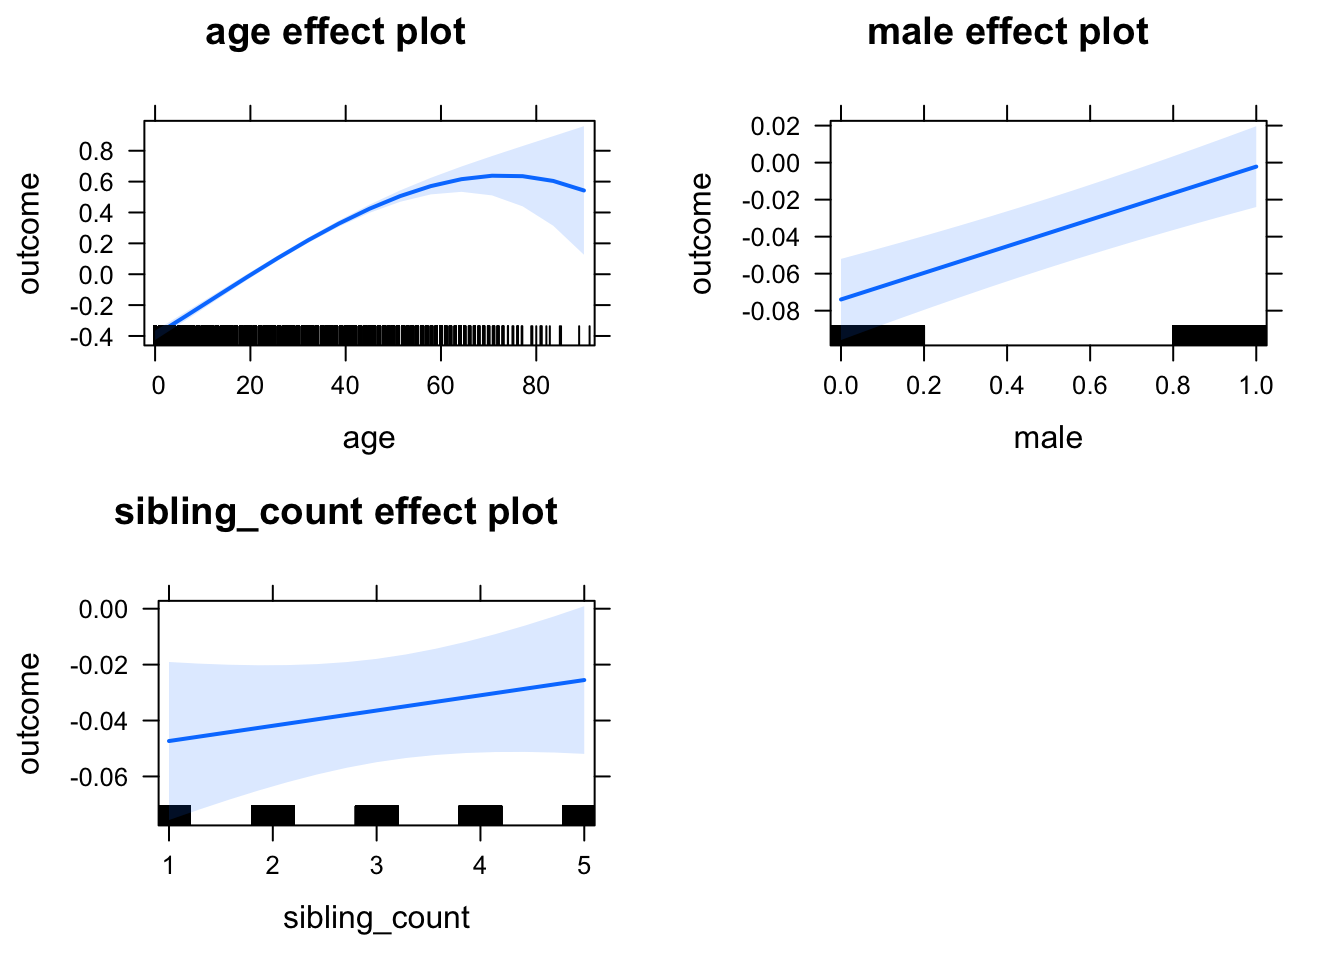 age effect plot
outcome
0.8
0.6
0.4
0.2
0.0
-0.2
-0.4
0 20 40 60 80
age
male effect plot
outcome
0.02
0.00
-0.02
-0.04
-0.06
-0.08
0.0 0.2 0.4 0.6 0.8 1.0
male
sibling_count effect plot
outcome
0.00
-0.02
-0.04
-0.06
1 2 3 4 5
sibling_count